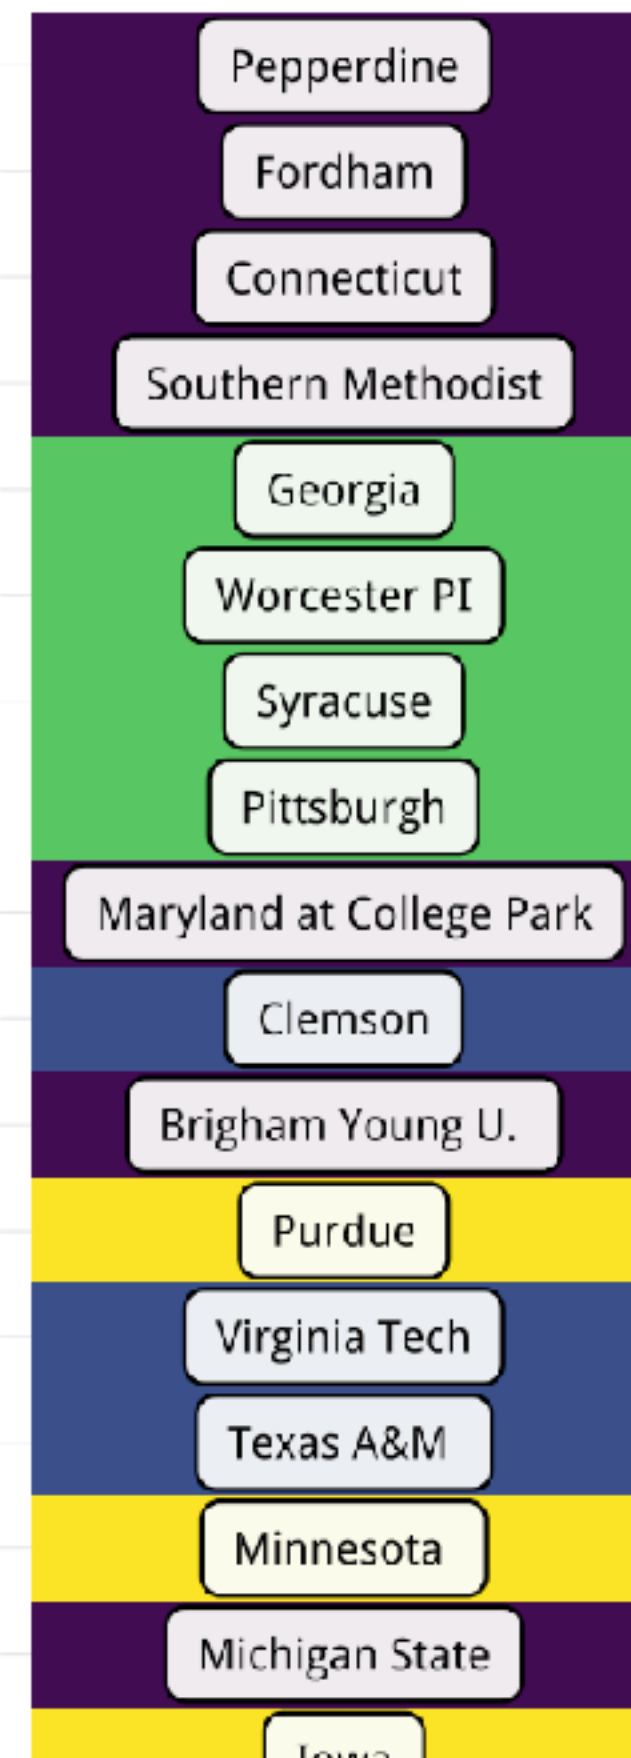 Pepperdine
Fordham
Connecticut
Southern Methodist
Georgia
Worcester PI
Syracuse
Pittsburgh
Maryland at College Park
Clemson
Brigham Young U.
Purdue
Virginia Tech
Texas A&M
Minnesota
Michigan State
Iowa